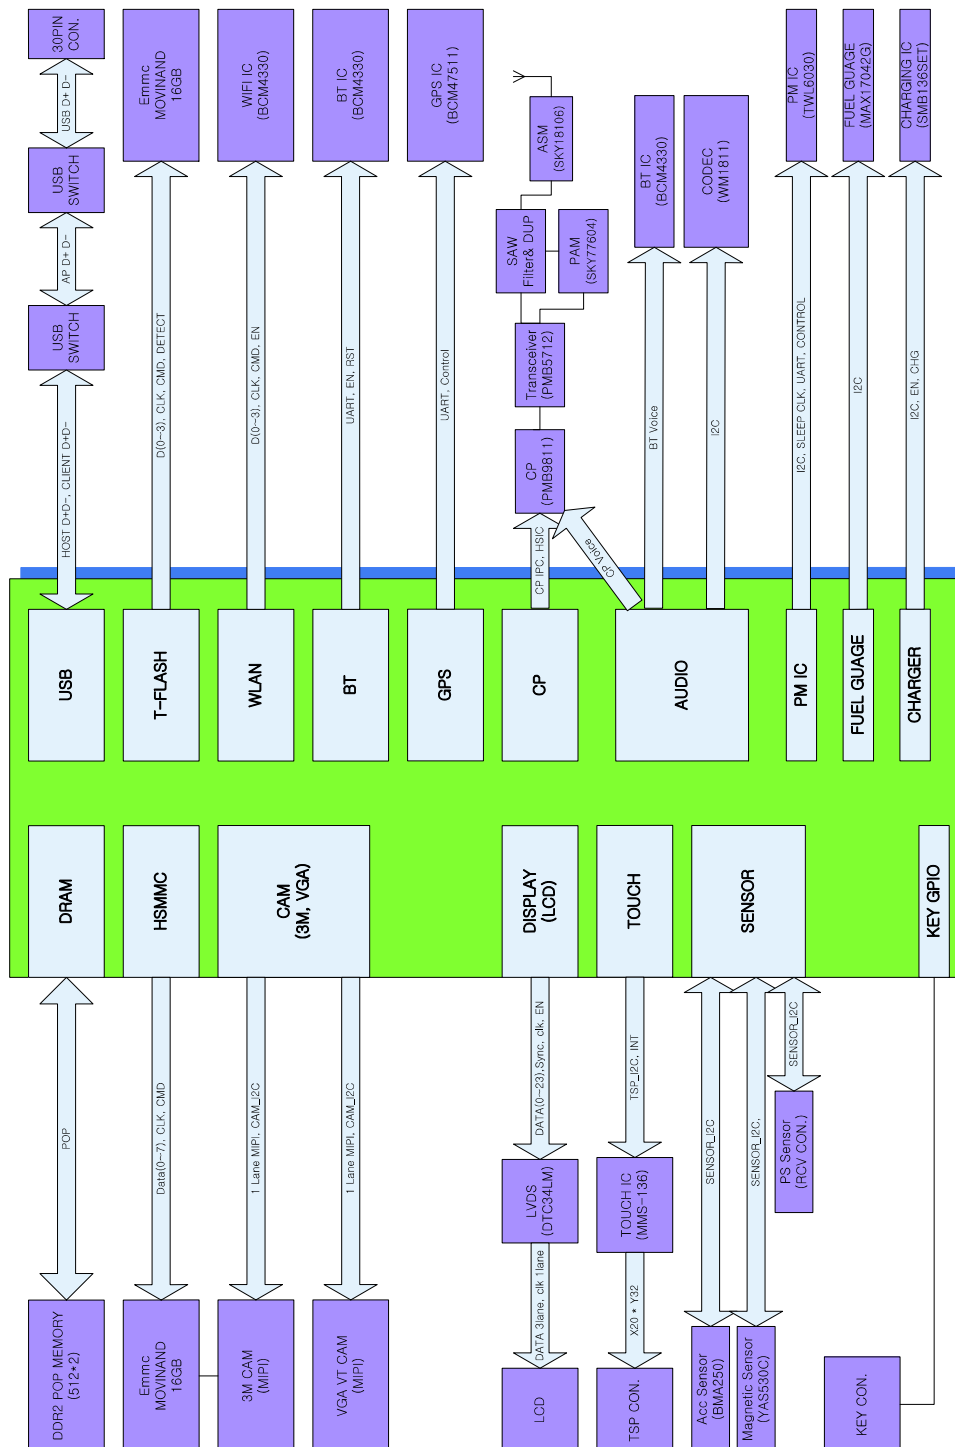 30PIN
CON.
USB D+ D-
USB
SWITCH
AP D+ D-
USB
SWITCH
HOST D+D-, CLIENT D+D-
USB
Emmc
MOVINAND
16GB
D(0~3), CLK, CMD, DETECT
T-FLASH
WIFI IC
(BCM4330)
D(0~3), CLK, CMD, EN
WLAN
BT IC
(BCM4330)
UART, EN, RST
BT
GPS IC
(BCM47511)
UART, Control
GPS
ASM
(SKY18106)
SAW
Filter& DUP
PAM
(SKY77604)
Transceiver
(PMB5712)
CP
(PMB9811)
CP IPC, HSIC
CP
CP Voice
BT IC
(BCM4330)
BT Voice
CODEC
(WM1811)
I2C
AUDIO
PM IC
(TWL6030)
I2C, SLEEP CLK, UART, CONTROL
PM IC
FUEL GUAGE
(MAX17042G)
I2C
FUEL GUAGE
CHARGING IC
(SMB136SET)
I2C, EN, CHG
CHARGER
DRAM
POP
DDR2 POP MEMORY
(512*2)
HSMMC
Data(0~7), CLK, CMD
Emmc
MOVINAND
16GB
CAM
(3M, VGA)
1 Lane MIPI, CAM_I2C
3M CAM
(MIPI)
1 Lane MIPI, CAM_I2C
VGA VT CAM
(MIPI)
DISPLAY
(LCD)
DATA(0~23),Sync, clk, EN
LVDS
(DTC34LM)
DATA 3lane, clk 1lane
LCD
TOUCH
TSP_I2C, INT
TOUCH IC
(MMS-136)
X20 * Y32
TSP CON.
SENSOR
SENSOR_I2C
Acc Sensor
(BMA250)
SENSOR_I2C,
Magnetic Sensor
(YAS530C)
SENSOR_I2C
PS Sensor
(RCV CON.)
KEY GPIO
KEY CON.